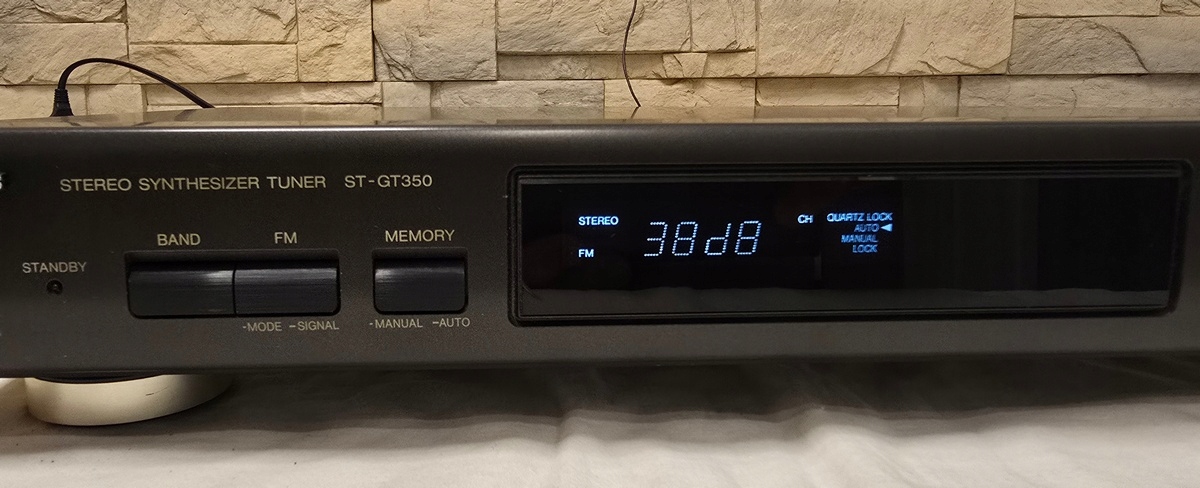 STEREO SYNTHESIZER TUNER ST-GT350
BAND
FM
MEMORY
STANDBY
-MODE -SIGNAL
-MANUAL -AUTO
STEREO
FM
38dB
CH
QUARTZ LOCK
AUTO ◄
MANUAL
LOCK